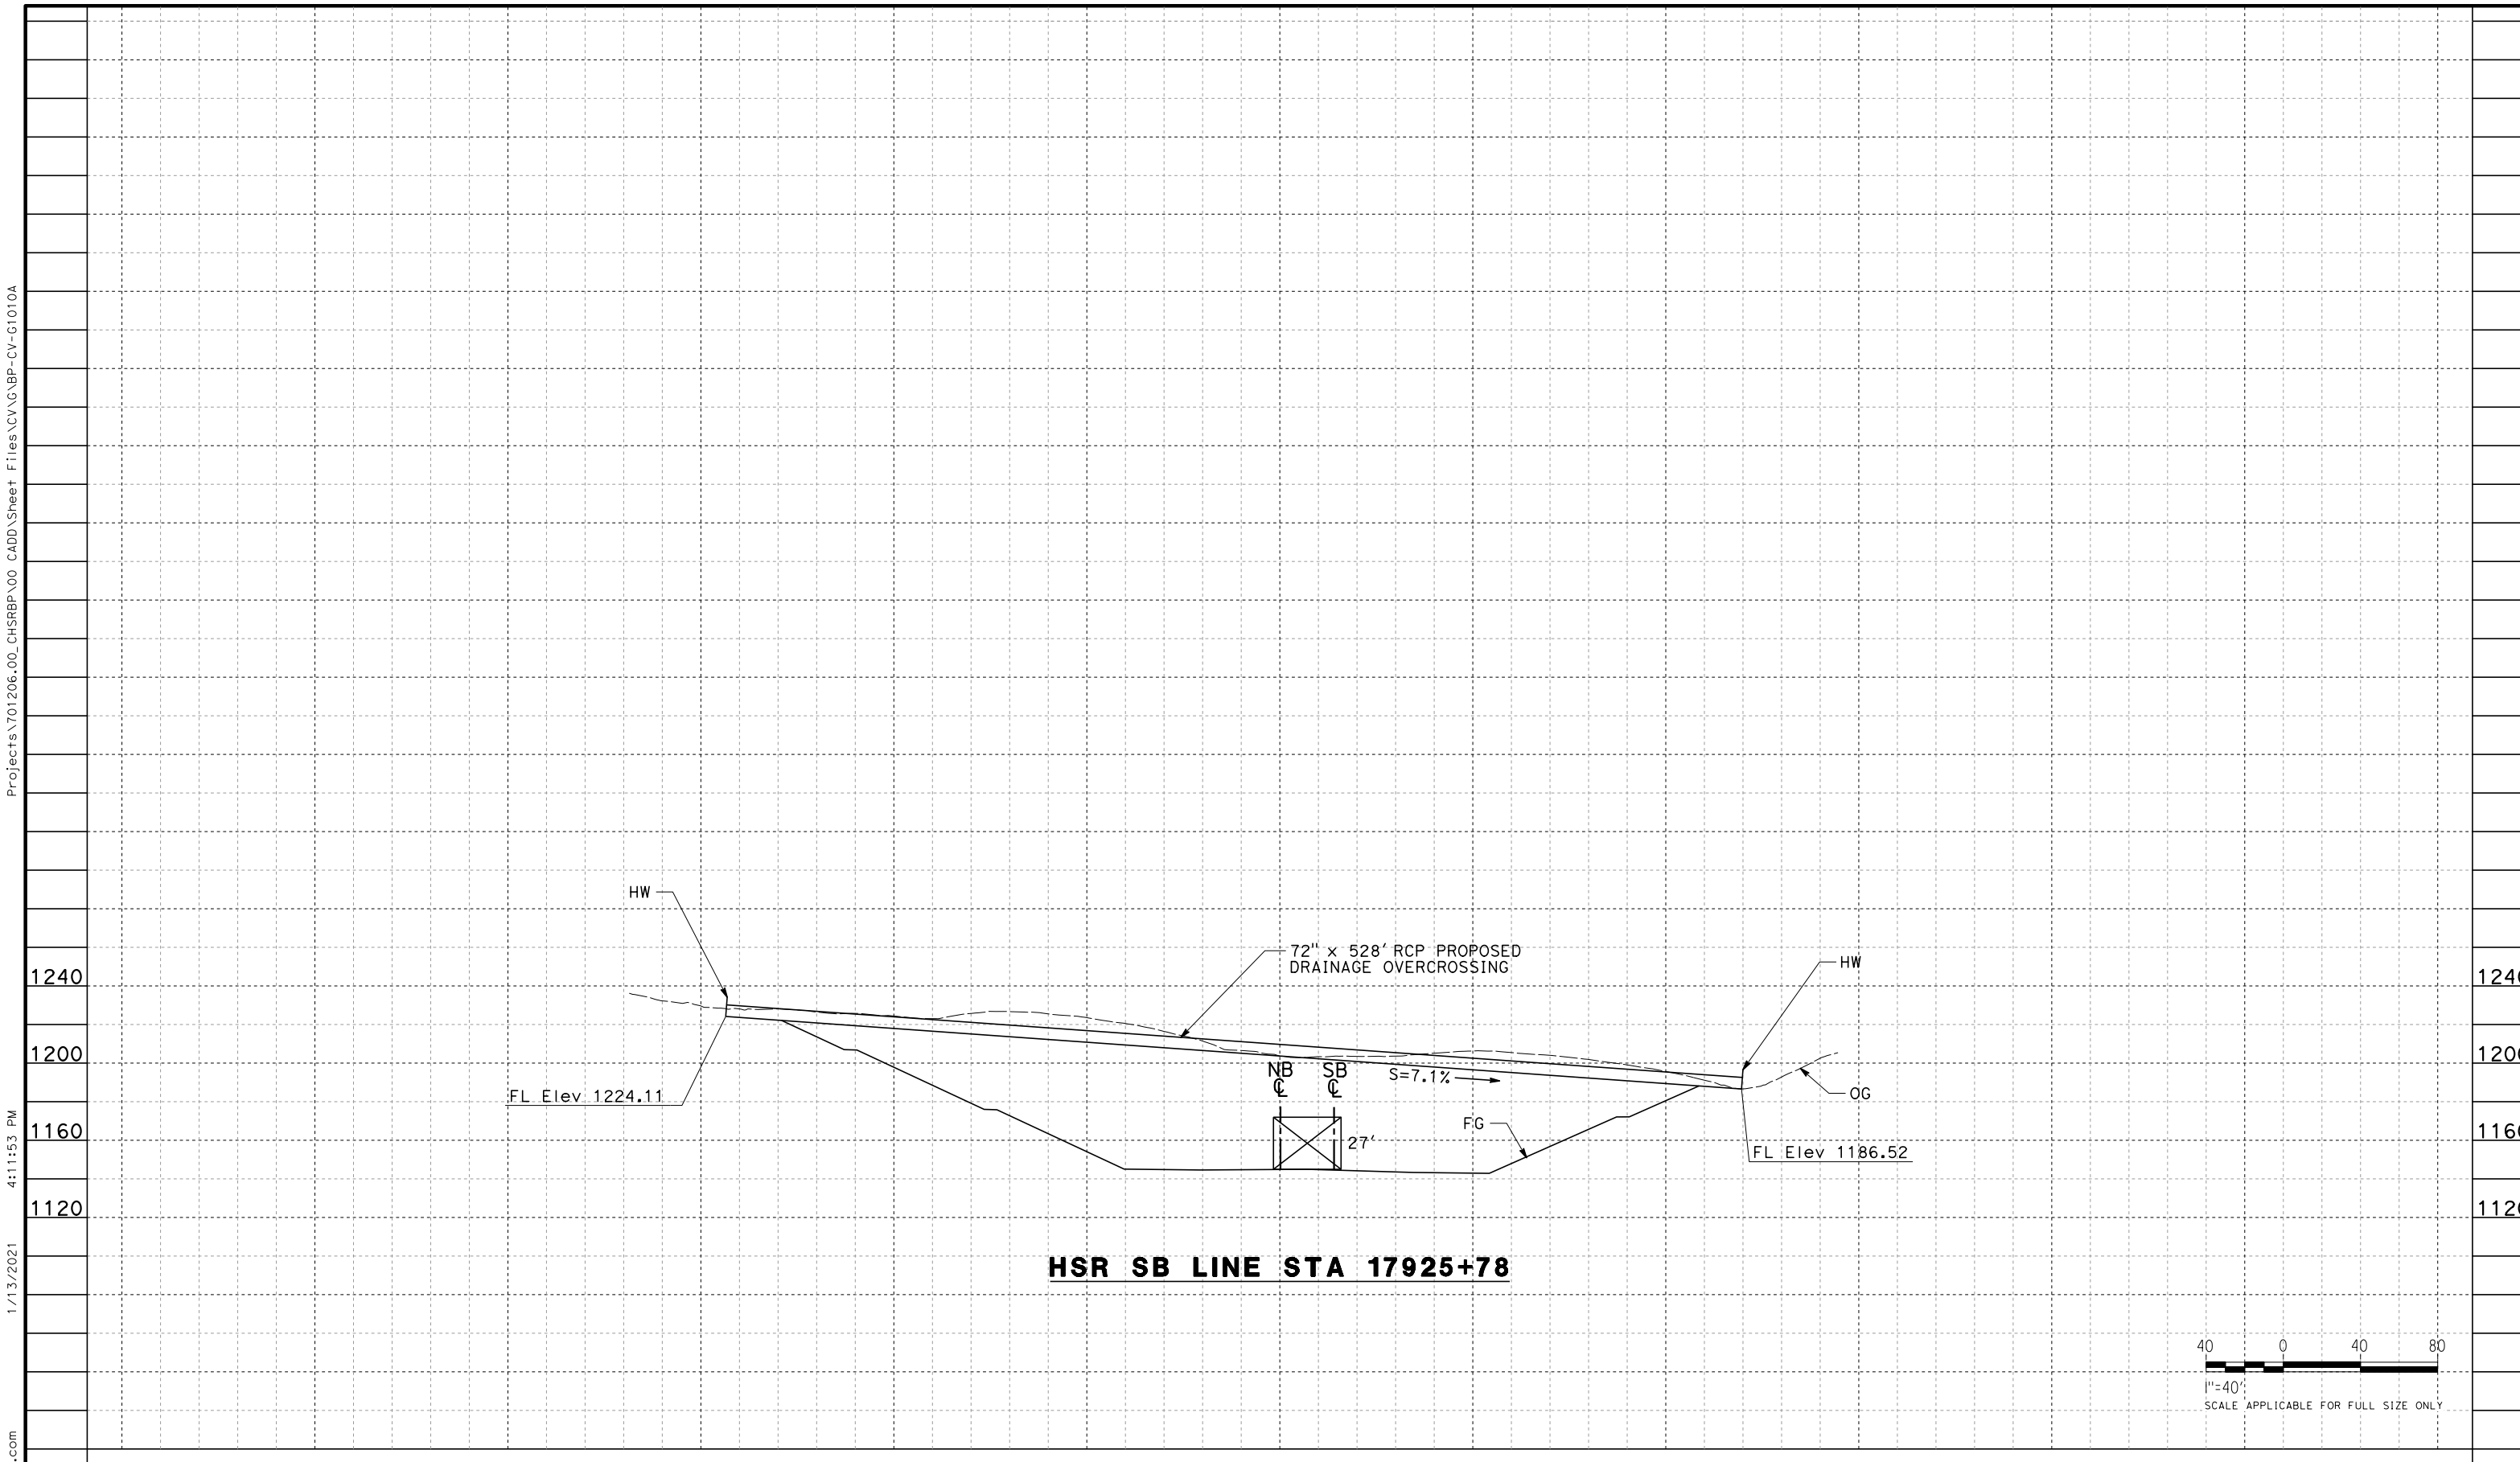 HW
72" x 528' RCP PROPOSED
DRAINAGE OVERCROSSING
HW
1240
1200
1160
1120
NB
℄
SB
℄
S=7.1%
FL Elev 1224.11
27'
FG
OG
FL Elev 1186.52
HSR SB LINE STA 17925+78
40 0 40 80
1"=40'
SCALE APPLICABLE FOR FULL SIZE ONLY
Projects\701206.00_CHSRBP\00 CADD\Sheet Files\CV\G\BP-CV-G1010A
4:11:53 PM
1/13/2021
.com